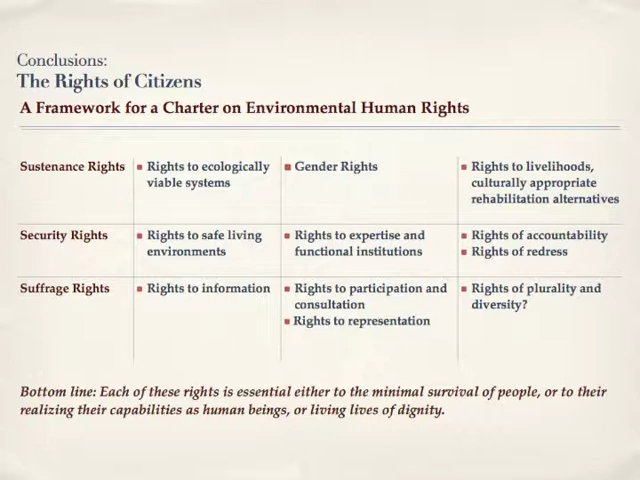 Conclusions:
The Rights of Citizens
A Framework for a Charter on Environmental Human Rights
Sustenance Rights
Rights to ecologically
viable systems
Gender Rights
Rights to livelihoods,
culturally appropriate
rehabilitation alternatives
Security Rights
Rights to safe living
environments
Rights to expertise and
functional institutions
Rights of accountability
Rights of redress
Suffrage Rights
Rights to information
Rights to participation and
consultation
Rights to representation
Rights of plurality and
diversity?
Bottom line: Each of these rights is essential either to the minimal survival of people, or to their
realizing their capabilities as human beings, or living lives of dignity.